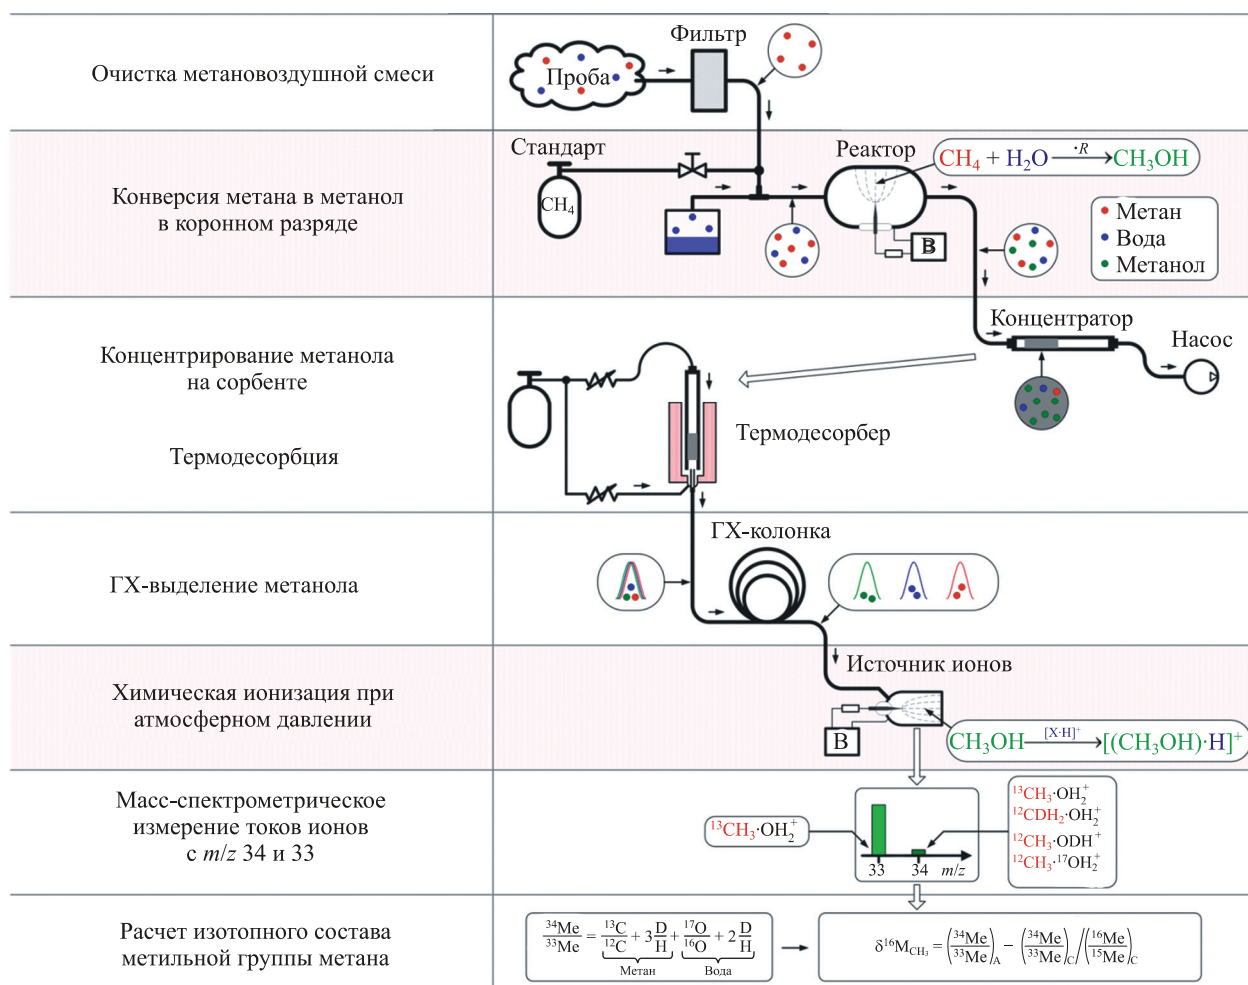 Очистка метановоздушной смеси
Проба
Фильтр
Конверсия метана в метанол
в коронном разряде
Стандарт
CH₄
Реактор
CH₄ + H₂O ·R → CH₃OH
В
Метан
Вода
Метанол
Концентрирование метанола
на сорбенте
Термодесорбция
Концентратор
Насос
Термодесорбер
ГХ-выделение метанола
ГХ-колонка
Химическая ионизация при
атмосферном давлении
Источник ионов
В
CH₃OH [X·H]⁺ → [(CH₃OH)·H]⁺
Масс-спектрометрическое
измерение токов ионов
с m/z 34 и 33
¹³CH₃·OH₂⁺
33 34 m/z
¹³CH₃·OH₂⁺
¹²CDH₂·OH₂⁺
¹²CH₃·ODH⁺
¹²CH₃·¹⁷OH₂⁺
Расчет изотопного состава
метильной группы метана
³⁴Me/³³Me = ¹³C/¹²C + 3 D/H + ¹⁷O/¹⁶O + 2 D/H
Метан Вода
δ¹⁶M_CH₃ = (³⁴Me/³³Me)_A − (³⁴Me/³³Me)_C / (¹⁶Me/¹⁵Me)_C